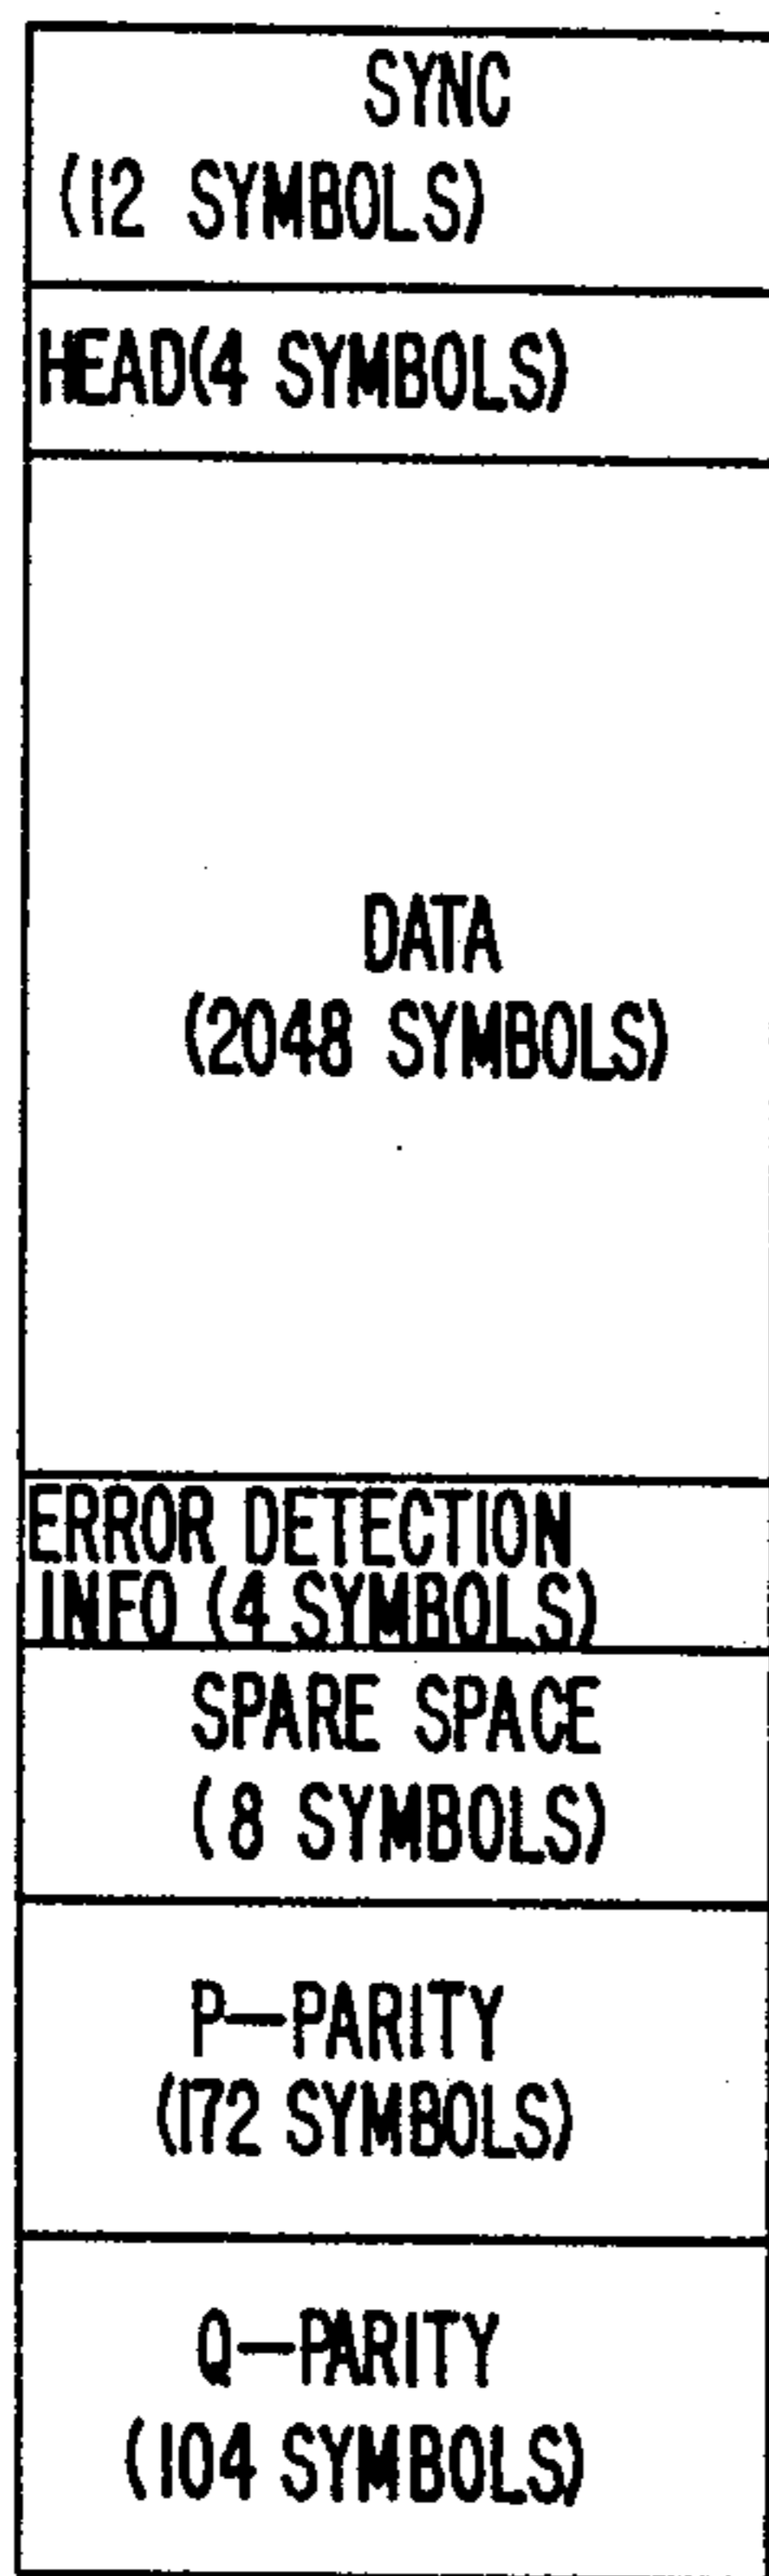 SYNC
(12 SYMBOLS)
HEAD(4 SYMBOLS)
DATA
(2048 SYMBOLS)
ERROR DETECTION
INFO (4 SYMBOLS)
SPARE SPACE
(8 SYMBOLS)
P-PARITY
(172 SYMBOLS)
Q-PARITY
(104 SYMBOLS)